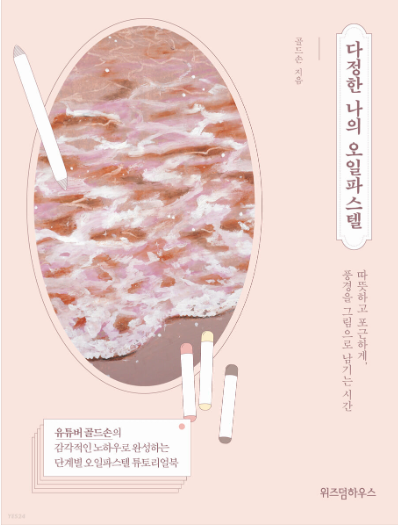 다정한 나의 오일파스텔
골드손 지음
따뜻하고 포근하게,
풍경을 그림으로 남기는 시간
유튜버 골드손의
감각적인 노하우로 완성하는
단계별 오일파스텔 튜토리얼북
위즈덤하우스